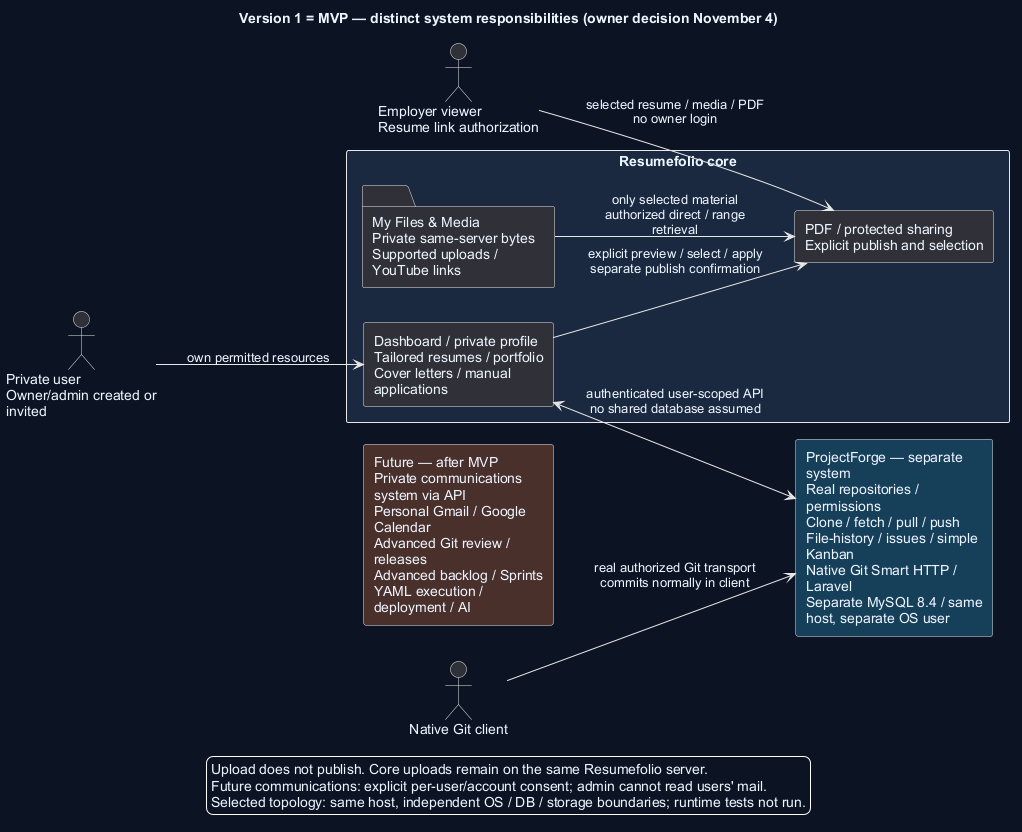 Version 1 = MVP — distinct system responsibilities (owner decision November 4)
Employer viewer
Resume link authorization
selected resume / media / PDF
no owner login
Resumefolio core
My Files & Media
Private same-server bytes
Supported uploads /
YouTube links
only selected material
authorized direct / range
retrieval
PDF / protected sharing
Explicit publish and selection
explicit preview / select / apply
separate publish confirmation
Private user
Owner/admin created or
invited
own permitted resources
Dashboard / private profile
Tailored resumes / portfolio
Cover letters / manual
applications
authenticated user-scoped API
no shared database assumed
Future — after MVP
Private communications
system via API
Personal Gmail / Google
Calendar
Advanced Git review /
releases
Advanced backlog / Sprints
YAML execution /
deployment / AI
ProjectForge — separate
system
Real repositories /
permissions
Clone / fetch / pull / push
File-history / issues / simple
Kanban
Native Git Smart HTTP /
Laravel
Separate MySQL 8.4 / same
host, separate OS user
real authorized Git transport
commits normally in client
Native Git client
Upload does not publish. Core uploads remain on the same Resumefolio server.
Future communications: explicit per-user/account consent; admin cannot read users' mail.
Selected topology: same host, independent OS / DB / storage boundaries; runtime tests not run.